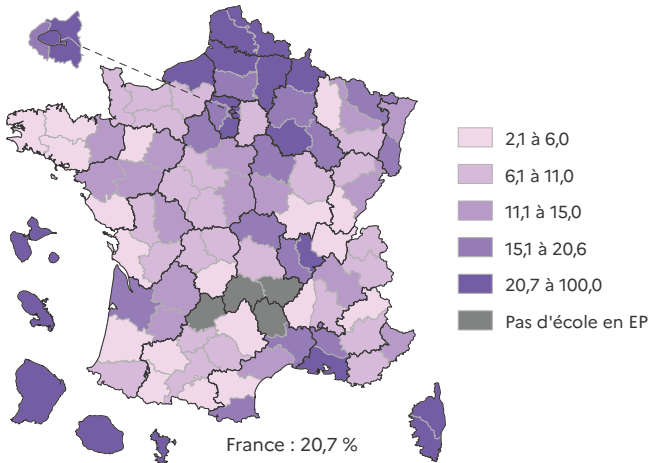 2,1 à 6,0
6,1 à 11,0
11,1 à 15,0
15,1 à 20,6
20,7 à 100,0
Pas d'école en EP
France : 20,7 %